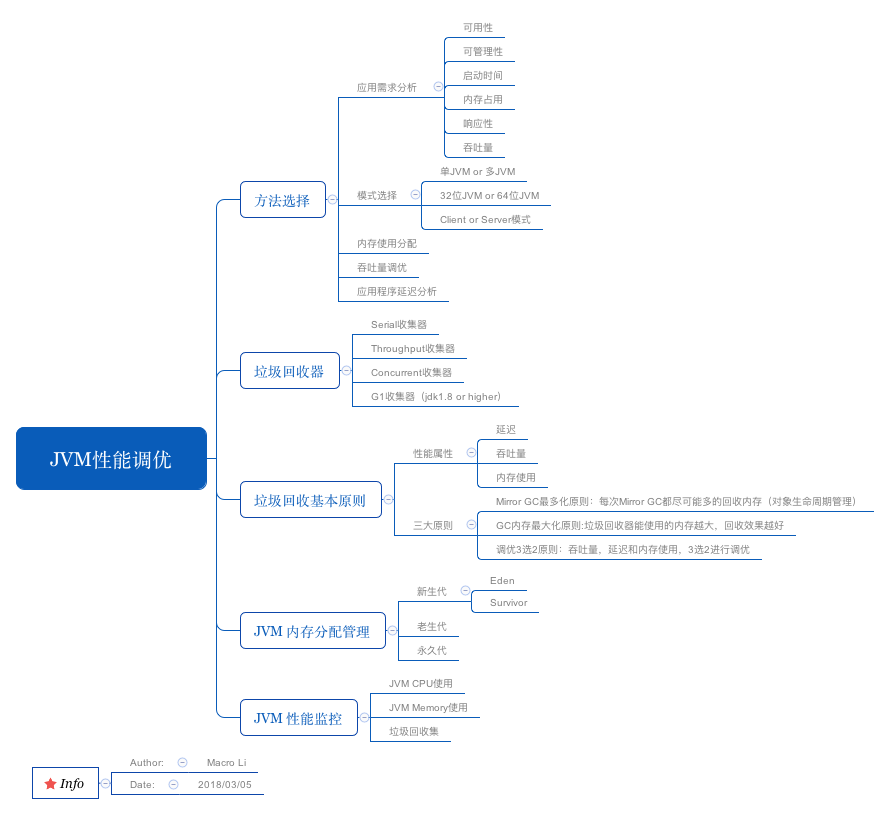 JVM性能调优
方法选择
应用需求分析
可用性
可管理性
启动时间
内存占用
响应性
吞吐量
模式选择
单JVM or 多JVM
32位JVM or 64位JVM
Client or Server模式
内存使用分配
吞吐量调优
应用程序延迟分析
垃圾回收器
Serial收集器
Throughput收集器
Concurrent收集器
G1收集器（jdk1.8 or higher）
垃圾回收基本原则
性能属性
延迟
吞吐量
内存使用
三大原则
Mirror GC最多化原则：每次Mirror GC都尽可能多的回收内存（对象生命周期管理）
GC内存最大化原则:垃圾回收器能使用的内存越大，回收效果越好
调优3选2原则：吞吐量，延迟和内存使用，3选2进行调优
JVM 内存分配管理
新生代
Eden
Survivor
老生代
永久代
JVM 性能监控
JVM CPU使用
JVM Memory使用
垃圾回收集
Info
Author: Macro Li
Date: 2018/03/05